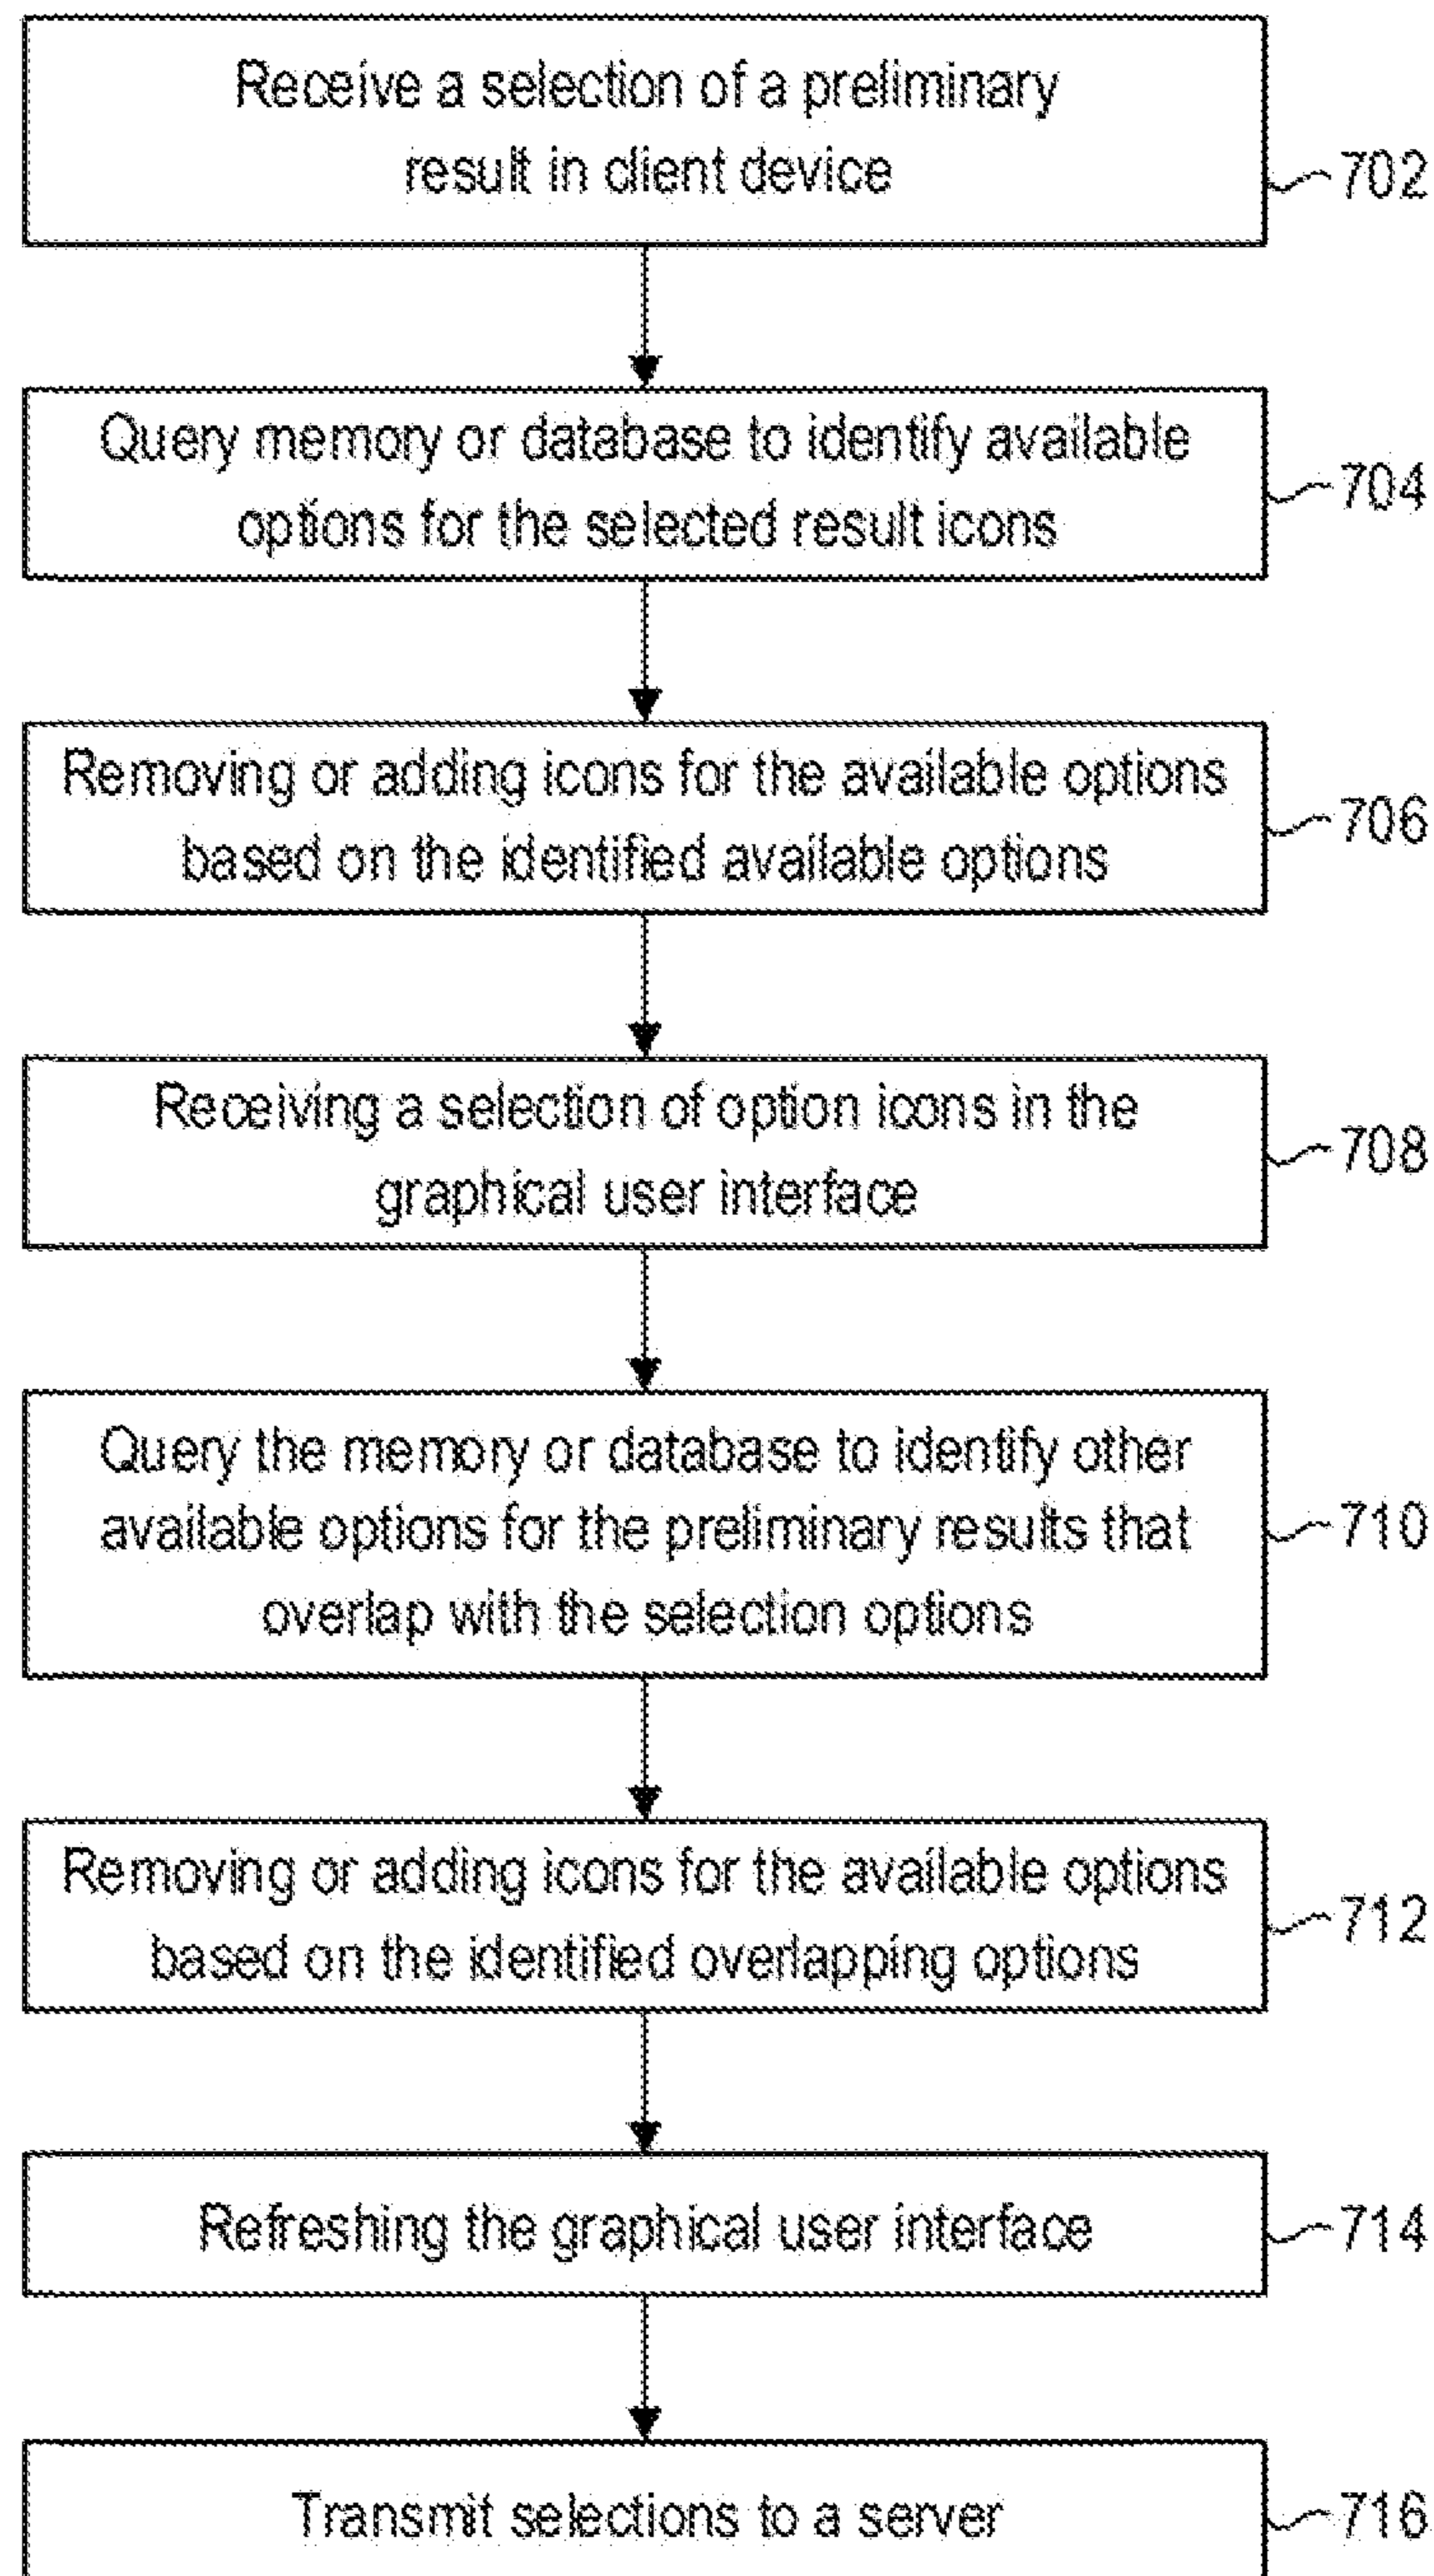 Receive a selection of a preliminary
result in client device
702
Query memory or database to identify available
options for the selected result icons
704
Removing or adding icons for the available options
based on the identified available options
706
Receiving a selection of option icons in the
graphical user interface
708
Query the memory or database to identify other
available options for the preliminary results that
overlap with the selection options
710
Removing or adding icons for the available options
based on the identified overlapping options
712
Refreshing the graphical user interface
714
Transmit selections to a server
716